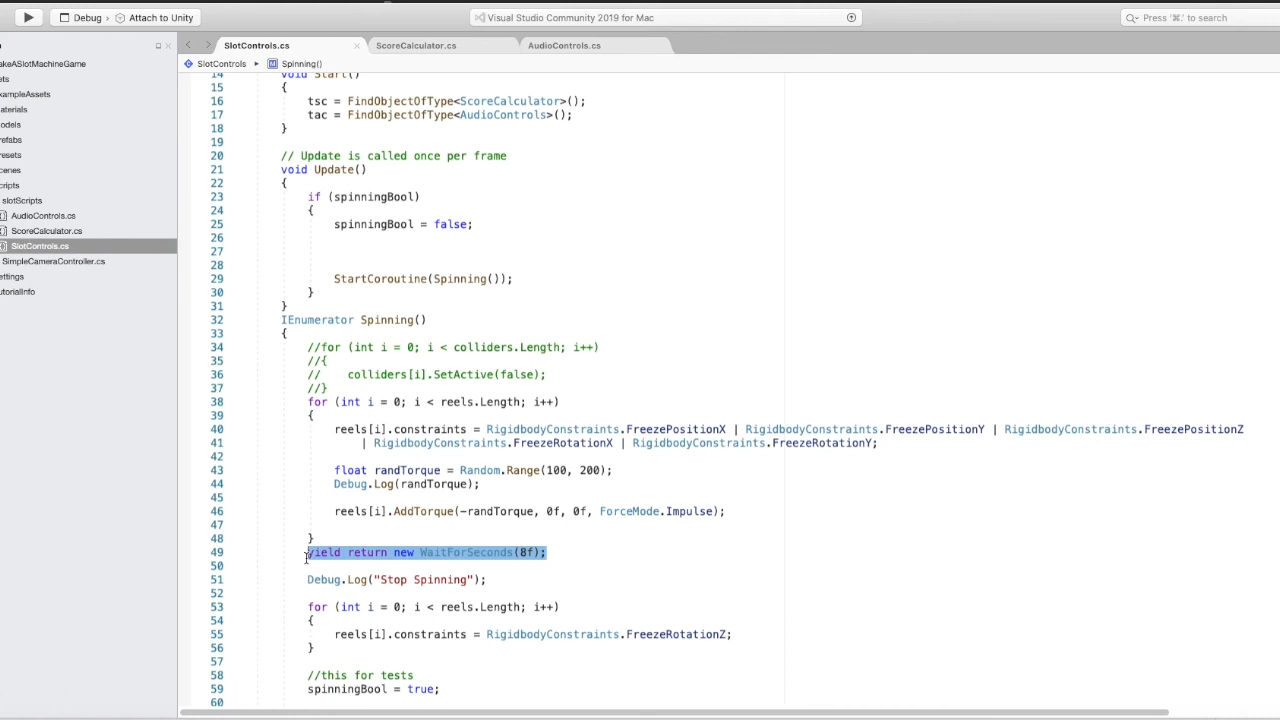 Debug › Attach to Unity
Visual Studio Community 2019 for Mac
Press '⌘.' to search
SlotControls.cs
ScoreCalculator.cs
AudioControls.cs
SlotControls ▸ Spinning()
akeASlotMachineGame
ets
xampleAssets
aterials
odels
refabs
resets
cenes
cripts
slotScripts
AudioControls.cs
ScoreCalculator.cs
SlotControls.cs
SimpleCameraController.cs
ettings
utorialInfo
14 void Start()
15 {
16 tsc = FindObjectOfType<ScoreCalculator>();
17 tac = FindObjectOfType<AudioControls>();
18 }
19
20 // Update is called once per frame
21 void Update()
22 {
23 if (spinningBool)
24 {
25 spinningBool = false;
26
27
28
29 StartCoroutine(Spinning());
30 }
31 }
32 IEnumerator Spinning()
33 {
34 //for (int i = 0; i < colliders.Length; i++)
35 //{
36 // colliders[i].SetActive(false);
37 //}
38 for (int i = 0; i < reels.Length; i++)
39 {
40 reels[i].constraints = RigidbodyConstraints.FreezePositionX | RigidbodyConstraints.FreezePositionY | RigidbodyConstraints.FreezePositionZ
41 | RigidbodyConstraints.FreezeRotationX | RigidbodyConstraints.FreezeRotationY;
42
43 float randTorque = Random.Range(100, 200);
44 Debug.Log(randTorque);
45
46 reels[i].AddTorque(-randTorque, 0f, 0f, ForceMode.Impulse);
47
48 }
49 yield return new WaitForSeconds(8f);
50
51 Debug.Log("Stop Spinning");
52
53 for (int i = 0; i < reels.Length; i++)
54 {
55 reels[i].constraints = RigidbodyConstraints.FreezeRotationZ;
56 }
57
58 //this for tests
59 spinningBool = true;
60